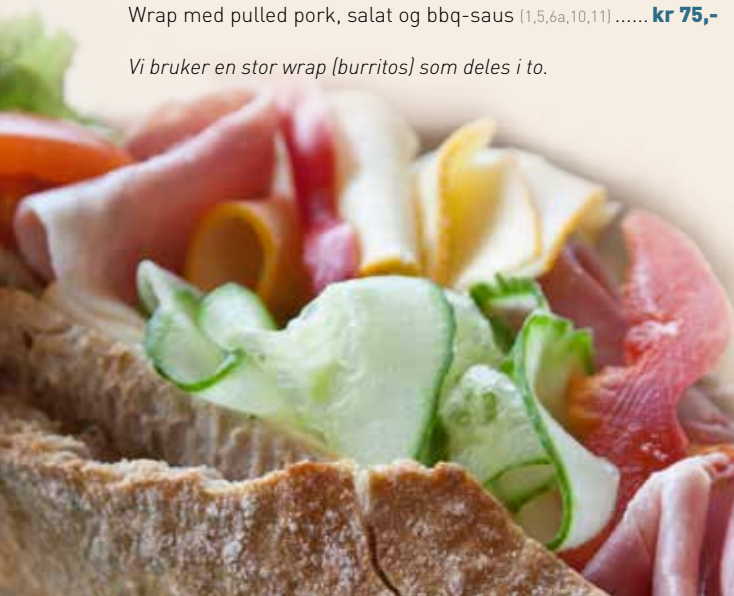 Wrap med pulled pork, salat og bbq-saus (1,5,6a,10,11) ...... kr 75,-
Vi bruker en stor wrap (burritos) som deles i to.